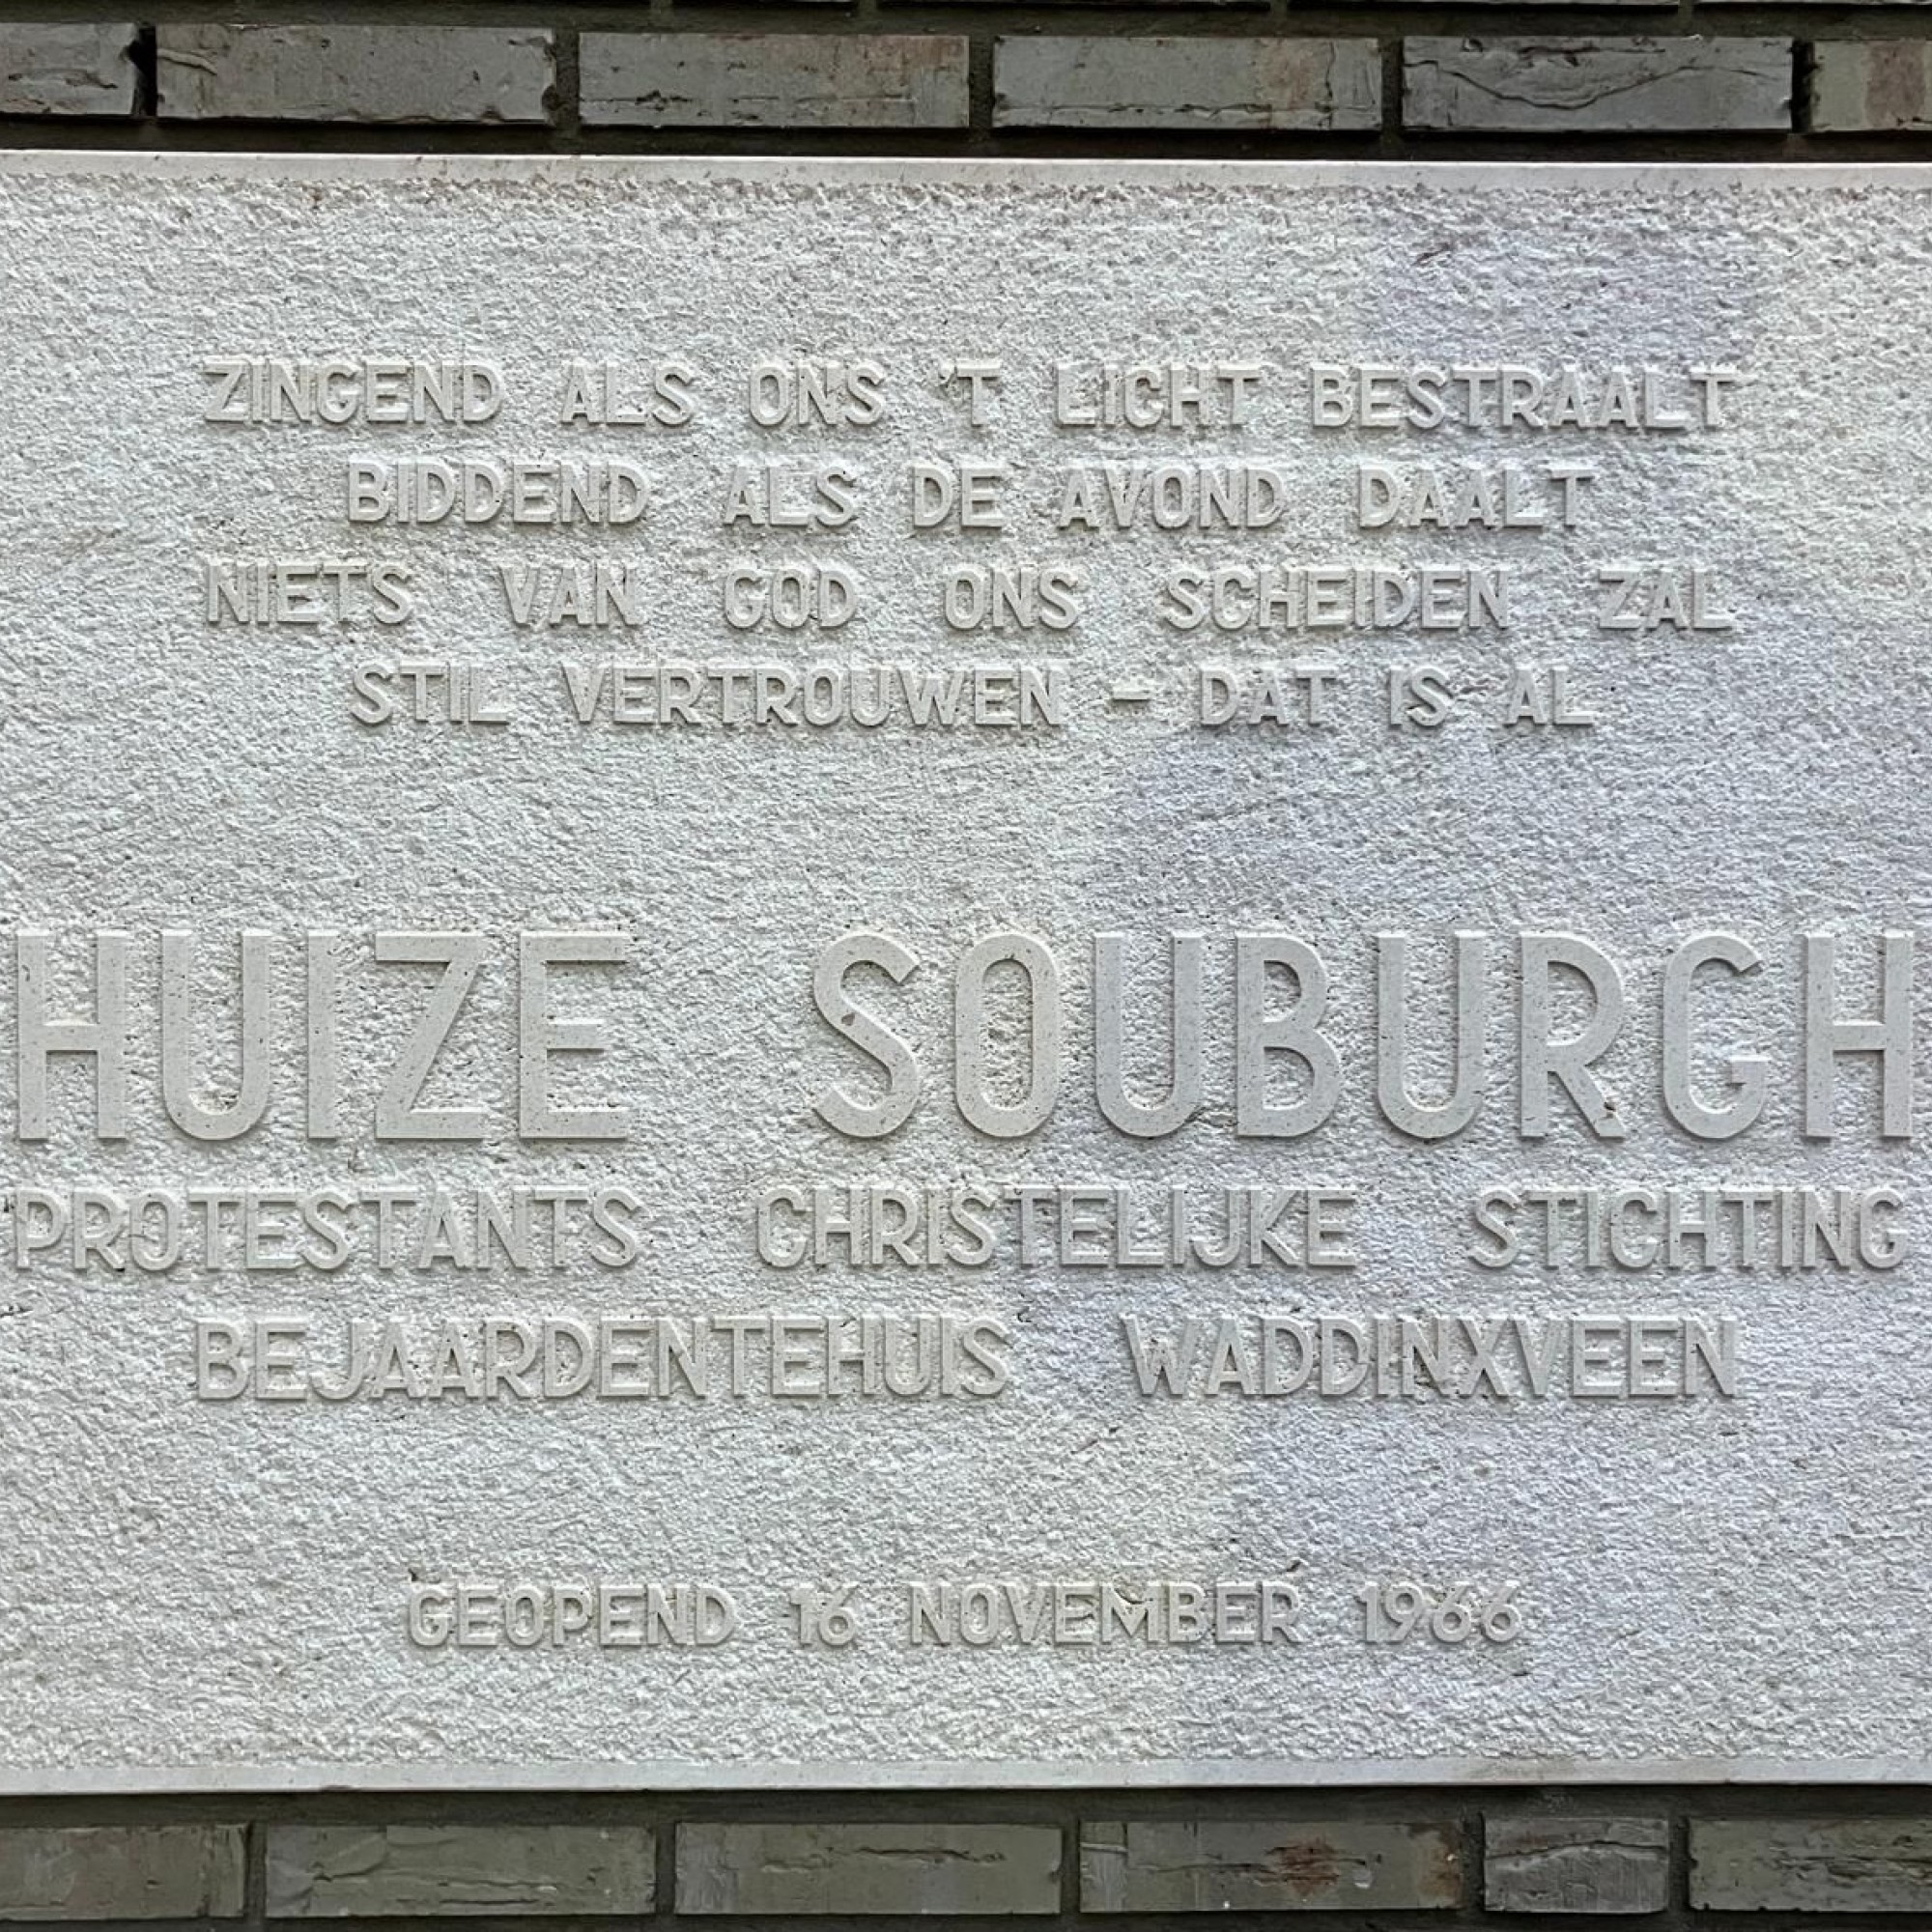 ZINGEND ALS ONS 'T LICHT BESTRAALT
BIDDEND ALS DE AVOND DAALT
NIETS VAN GOD ONS SCHEIDEN ZAL
STIL VERTROUWEN - DAT IS AL
HUIZE SOUBURGH
PROTESTANTS CHRISTELIJKE STICHTING
BEJAARDENTEHUIS WADDINXVEEN
GEOPEND 16 NOVEMBER 1966